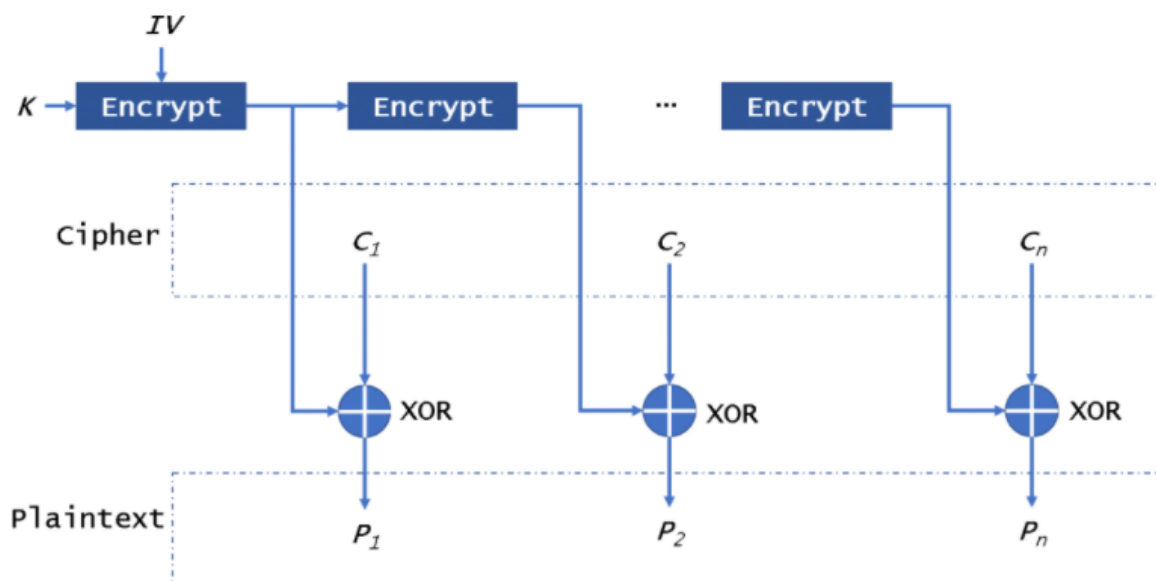 IV
K Encrypt Encrypt ... Encrypt
Cipher C1 C2 Cn
XOR XOR XOR
Plaintext
P1 P2 Pn